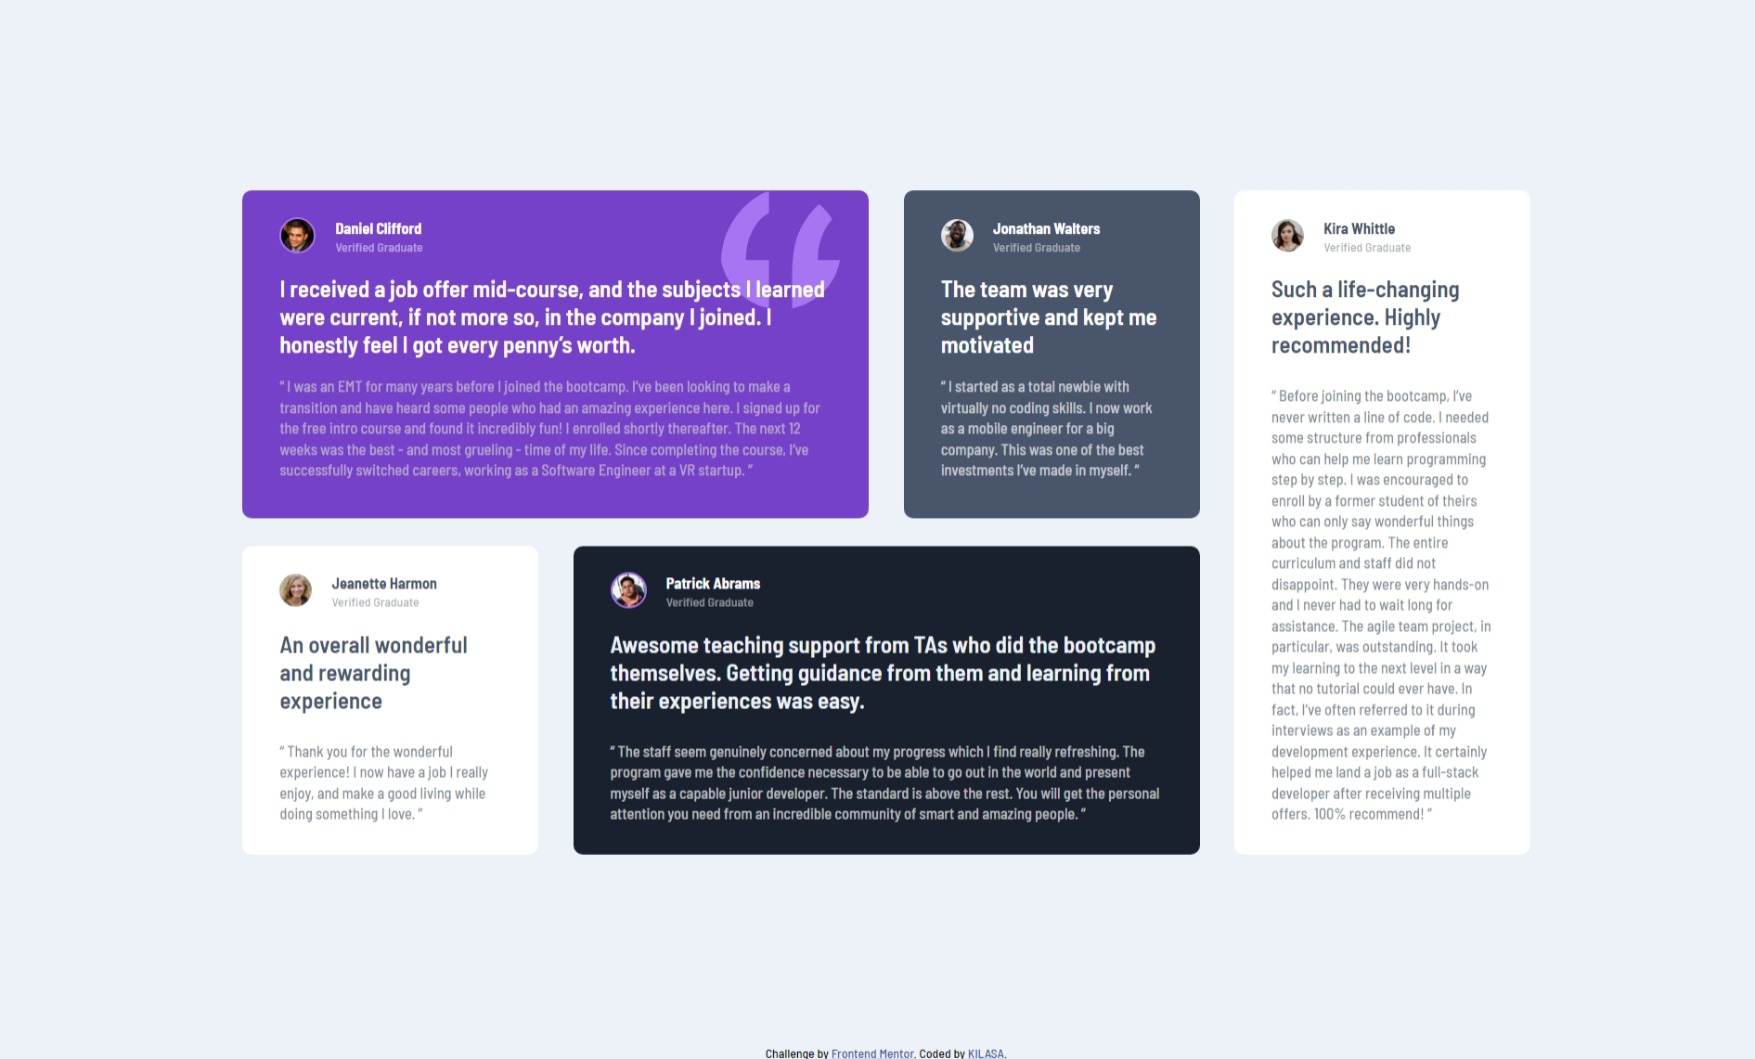 Daniel Clifford
Verified Graduate
I received a job offer mid-course, and the subjects I learned
were current, if not more so, in the company I joined. I
honestly feel I got every penny’s worth.
“ I was an EMT for many years before I joined the bootcamp. I’ve been looking to make a
transition and have heard some people who had an amazing experience here. I signed up for
the free intro course and found it incredibly fun! I enrolled shortly thereafter. The next 12
weeks was the best - and most grueling - time of my life. Since completing the course, I’ve
successfully switched careers, working as a Software Engineer at a VR startup. ”
Jonathan Walters
Verified Graduate
The team was very
supportive and kept me
motivated
“ I started as a total newbie with
virtually no coding skills. I now work
as a mobile engineer for a big
company. This was one of the best
investments I’ve made in myself. ”
Kira Whittle
Verified Graduate
Such a life-changing
experience. Highly
recommended!
“ Before joining the bootcamp, I’ve
never written a line of code. I needed
some structure from professionals
who can help me learn programming
step by step. I was encouraged to
enroll by a former student of theirs
who can only say wonderful things
about the program. The entire
curriculum and staff did not
disappoint. They were very hands-on
and I never had to wait long for
assistance. The agile team project, in
particular, was outstanding. It took
my learning to the next level in a way
that no tutorial could ever have. In
fact, I’ve often referred to it during
interviews as an example of my
development experience. It certainly
helped me land a job as a full-stack
developer after receiving multiple
offers. 100% recommend! ”
Jeanette Harmon
Verified Graduate
An overall wonderful
and rewarding
experience
“ Thank you for the wonderful
experience! I now have a job I really
enjoy, and make a good living while
doing something I love. ”
Patrick Abrams
Verified Graduate
Awesome teaching support from TAs who did the bootcamp
themselves. Getting guidance from them and learning from
their experiences was easy.
“ The staff seem genuinely concerned about my progress which I find really refreshing. The
program gave me the confidence necessary to be able to go out in the world and present
myself as a capable junior developer. The standard is above the rest. You will get the personal
attention you need from an incredible community of smart and amazing people. ”
Challenge by Frontend Mentor. Coded by KILASA.